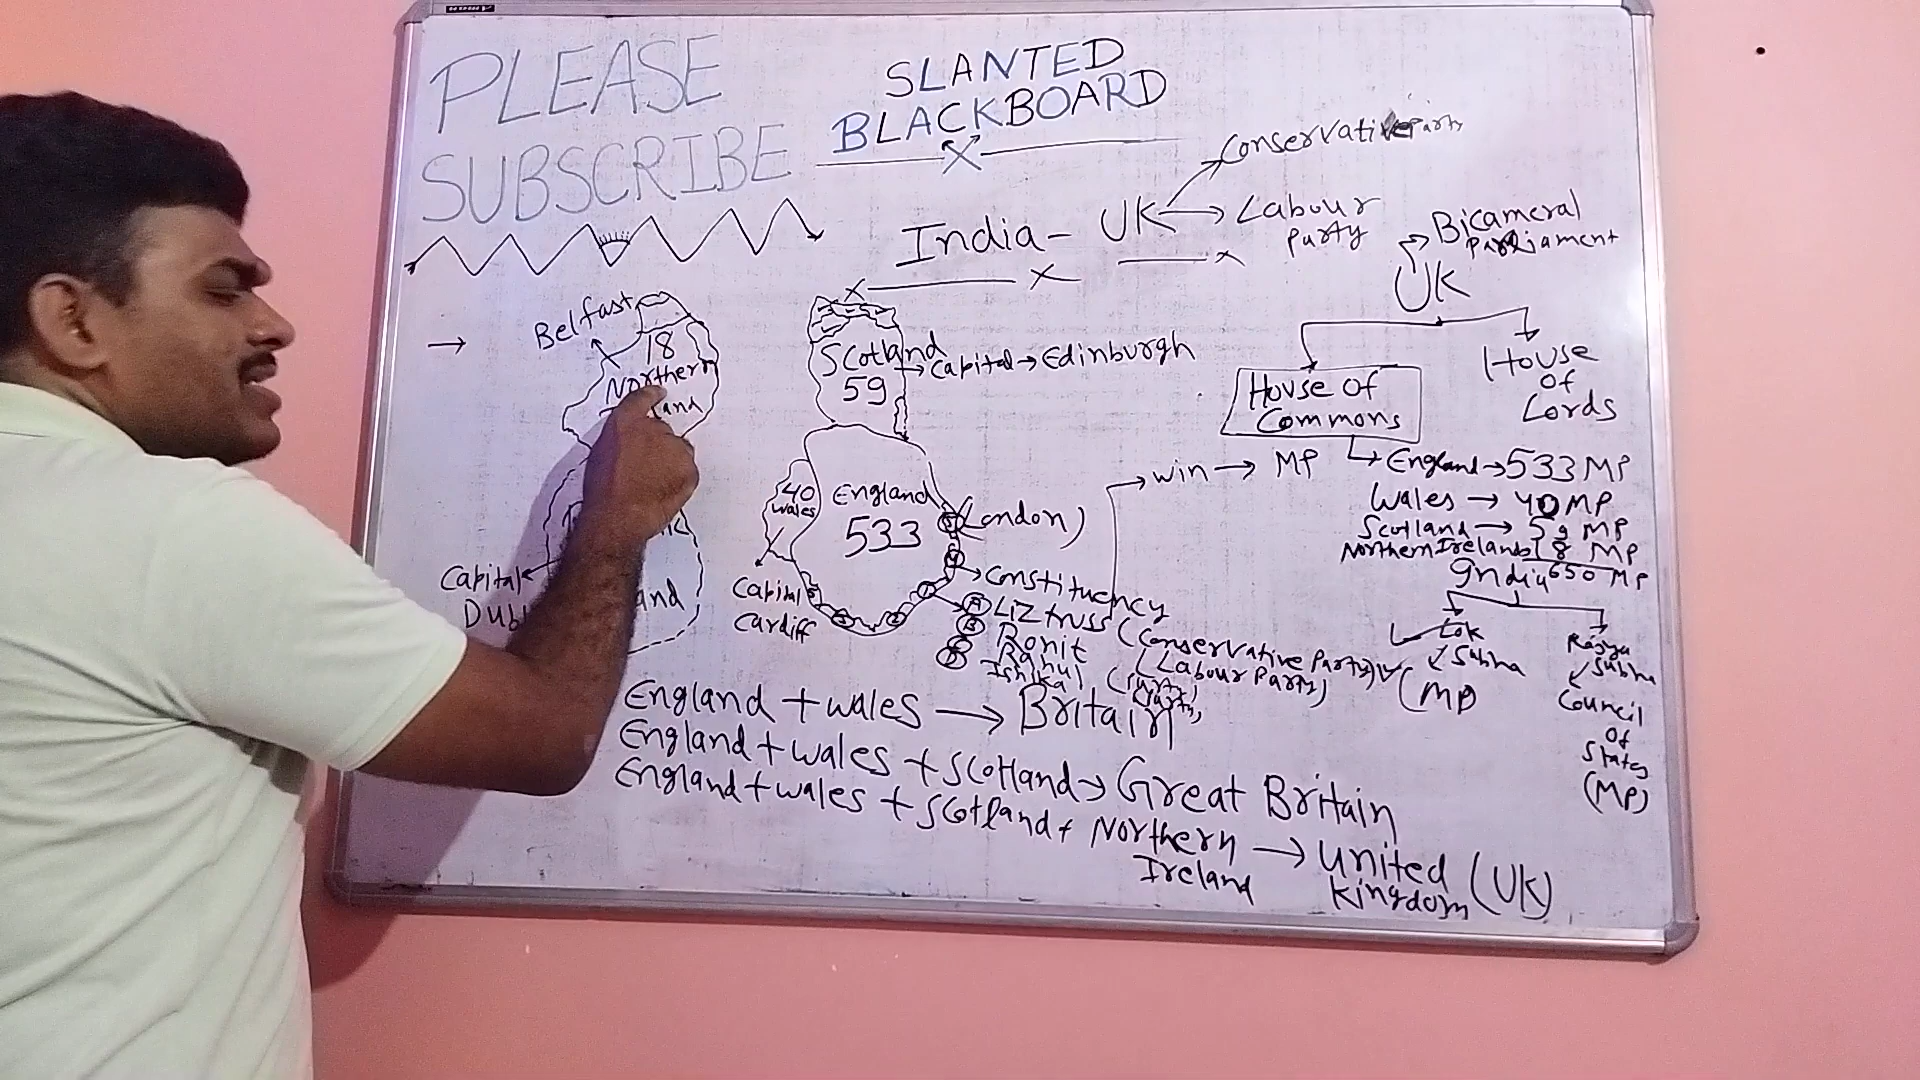 PLEASE
SUBSCRIBE
SLANTED
BLACKBOARD
India - UK
Conservative Party
Labour
Party
Bicameral
Parliament
UK
House of
Commons
House
of
Lords
England → 533 MP
Wales → 40 MP
Scotland → 59 MP
Northern Ireland 18 MP
650 MP
India
Lok
Sabha
(MP)
Rajya
Sabha
Council
of
States
(MP)
Belfast
18
Northern
land
Capital
Dubl
and
Scotland
59
Capital → Edinburgh
40
Wales
England
533
(London)
Capital
Cardiff
win → MP
Constituency
A Liz truss (Conservative Party)
B Ronit (Labour Party)
Rahul
D Ishika
England + Wales → Britain
England + Wales + Scotland → Great Britain
England + Wales + Scotland + Northern Ireland → United Kingdom (UK)